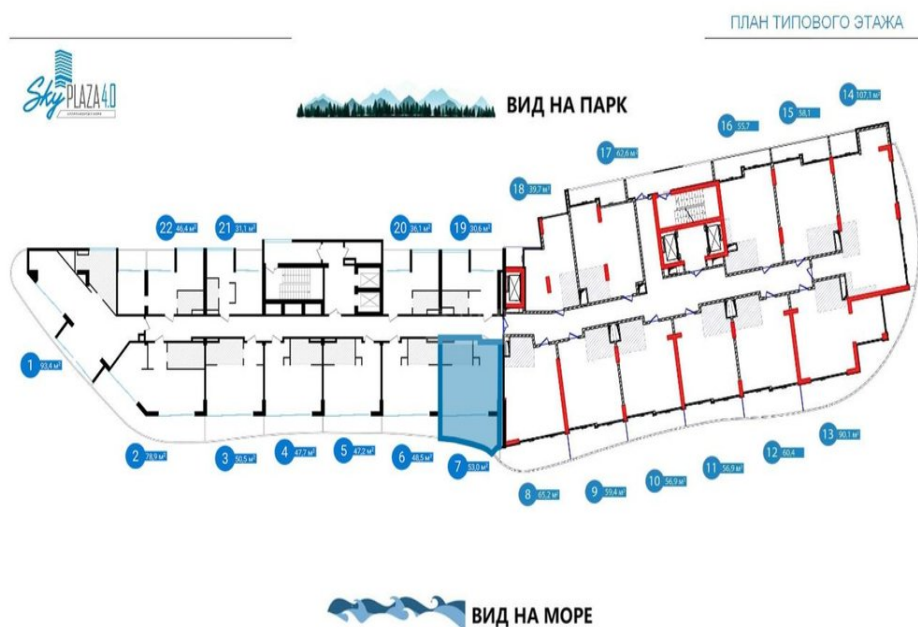 ПЛАН ТИПОВОГО ЭТАЖА
Sky PLAZA 4.0
ВИД НА ПАРК
14 107,1 м²
15 58,1
16 55,7
17 62,6 м²
18 39,7 м²
22 46,4 м²
21 31,1 м²
20 36,1 м²
19 30,6 м²
1 93,4 м²
2 78,9 м²
3 50,5 м²
4 47,7 м²
5 47,2 м²
6 48,5 м²
7 53,0 м²
8 65,2 м²
9 59,4 м²
10 56,9 м²
11 56,9 м²
12 60,4
13 90,1 м²
ВИД НА МОРЕ